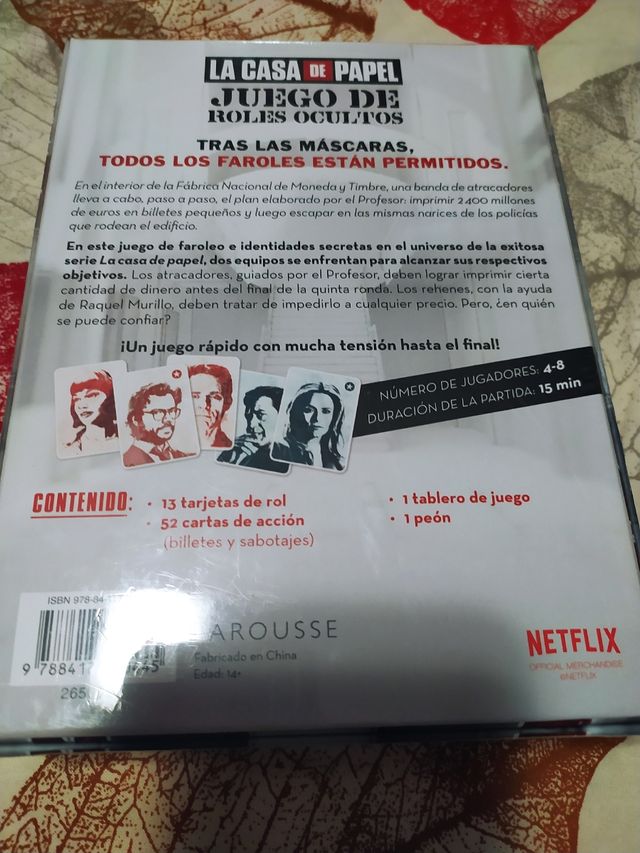 LA CASA DE PAPEL
JUEGO DE
ROLES OCULTOS
TRAS LAS MÁSCARAS,
TODOS LOS FAROLES ESTÁN PERMITIDOS.
En el interior de la Fábrica Nacional de Moneda y Timbre, una banda de atracadores
lleva a cabo, paso a paso, el plan elaborado por el Profesor: imprimir 2 400 millones
de euros en billetes pequeños y luego escapar en las mismas narices de los policías
que rodean el edificio.
En este juego de faroleo e identidades secretas en el universo de la exitosa
serie La casa de papel, dos equipos se enfrentan para alcanzar sus respectivos
objetivos. Los atracadores, guiados por el Profesor, deben lograr imprimir cierta
cantidad de dinero antes del final de la quinta ronda. Los rehenes, con la ayuda
de Raquel Murillo, deben tratar de impedirlo a cualquier precio. Pero, ¿en quién
se puede confiar?
¡Un juego rápido con mucha tensión hasta el final!
NÚMERO DE JUGADORES: 4-8
DURACIÓN DE LA PARTIDA: 15 min
CONTENIDO:
• 13 tarjetas de rol
• 52 cartas de acción
(billetes y sabotajes)
• 1 tablero de juego
• 1 peón
ISBN 978-84-
9 78841
45
265
AROUSSE
Fabricado en China
Edad: 14+
NETFLIX
OFFICIAL MERCHANDISE
©NETFLIX